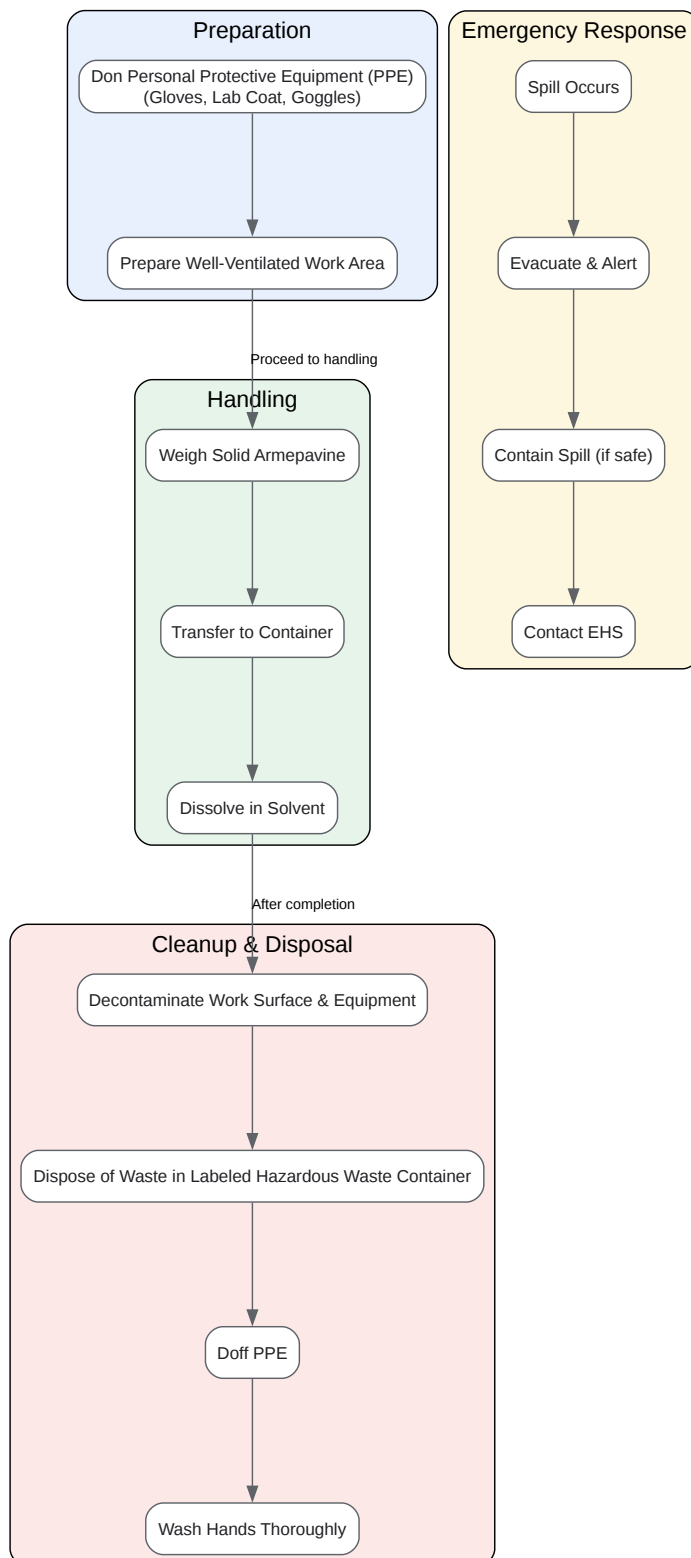 Preparation
Don Personal Protective Equipment (PPE)
(Gloves, Lab Coat, Goggles)
Prepare Well-Ventilated Work Area
Proceed to handling
Handling
Weigh Solid Armepavine
Transfer to Container
Dissolve in Solvent
After completion
Cleanup & Disposal
Decontaminate Work Surface & Equipment
Dispose of Waste in Labeled Hazardous Waste Container
Doff PPE
Wash Hands Thoroughly
Emergency Response
Spill Occurs
Evacuate & Alert
Contain Spill (if safe)
Contact EHS